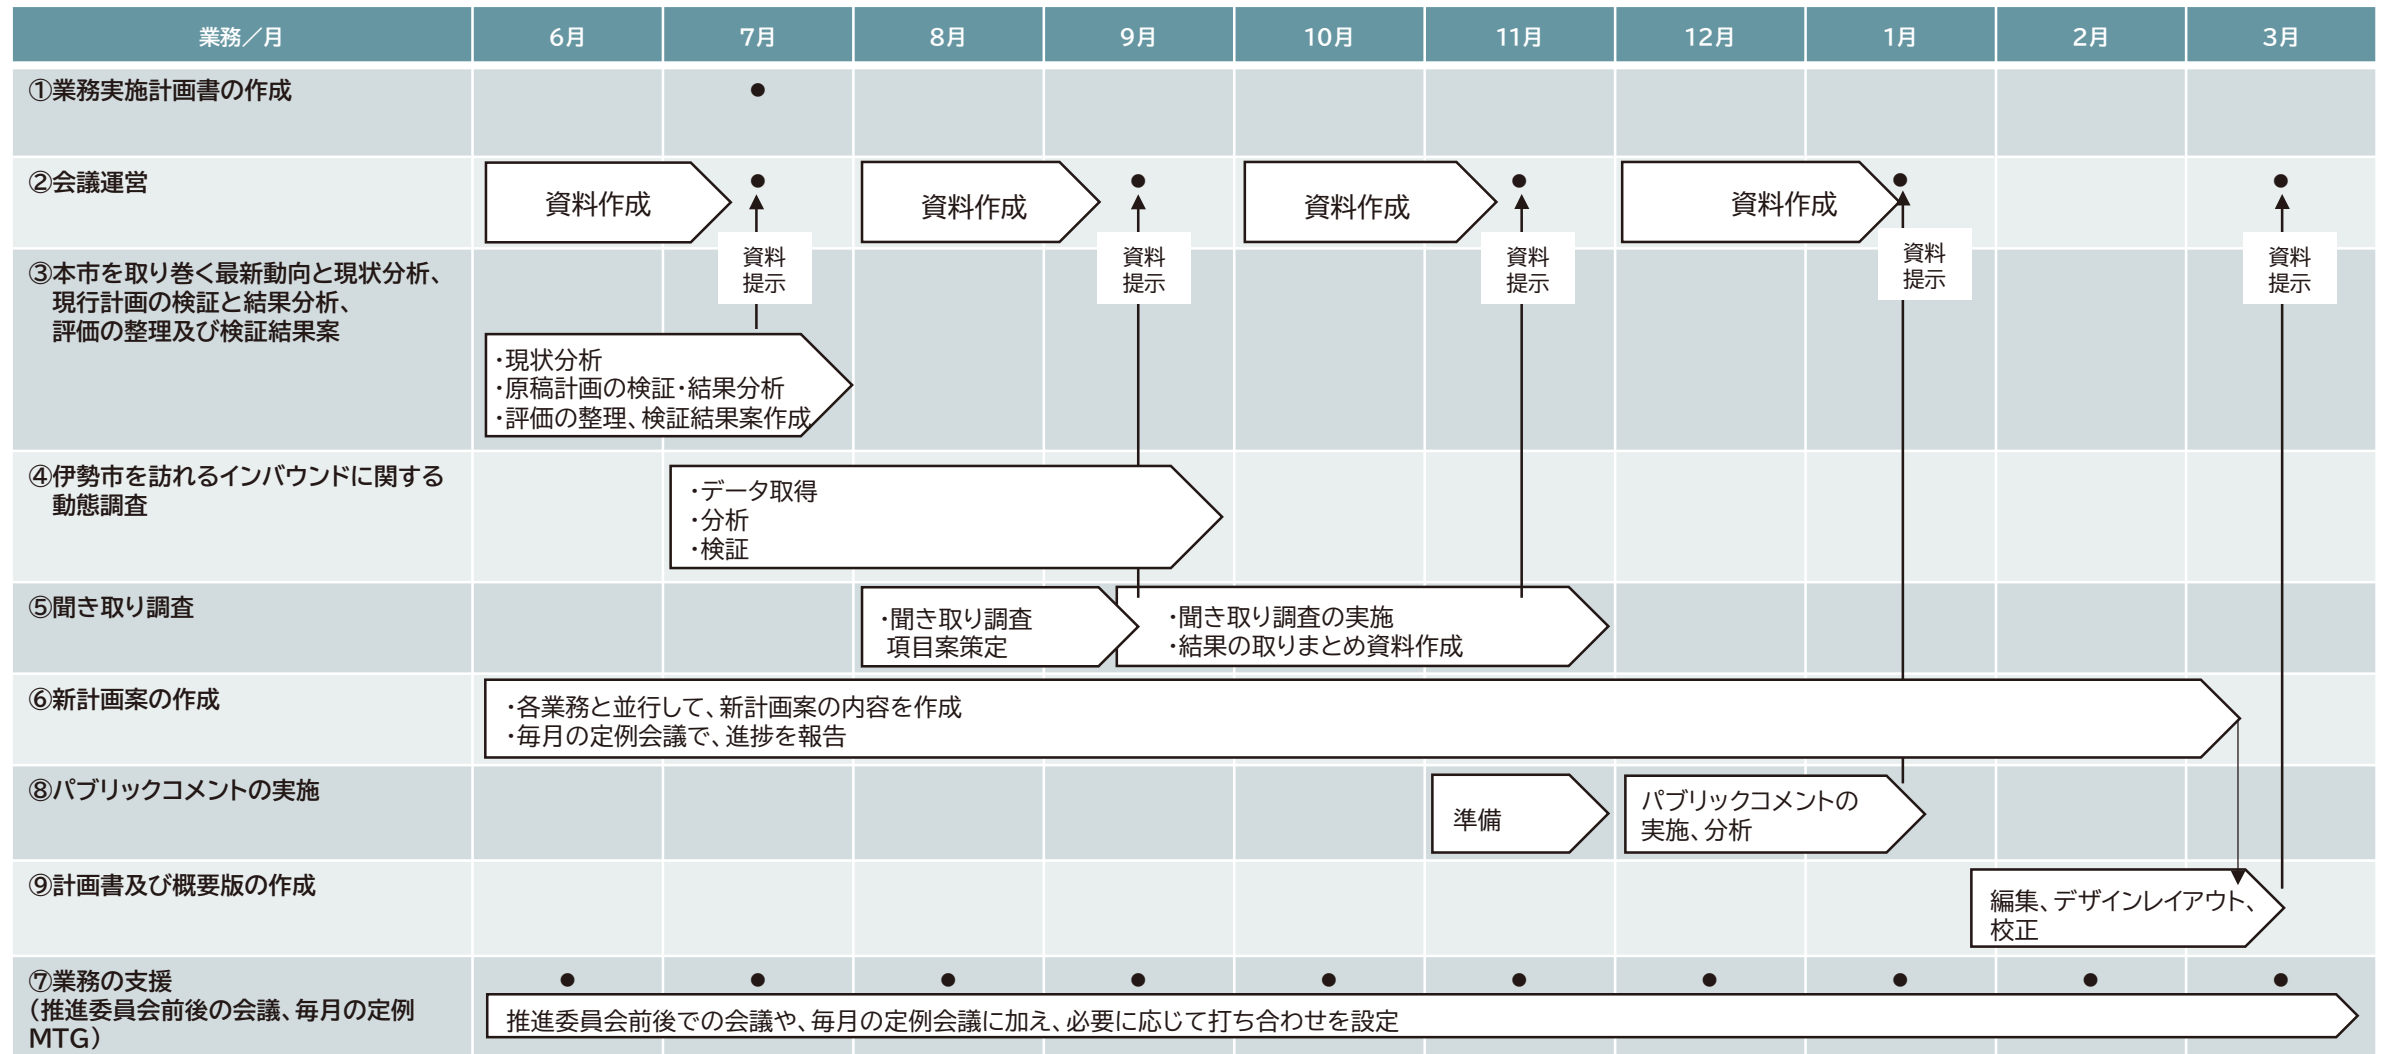 業務／月 6月 7月 8月 9月 10月 11月 12月 1月 2月 3月
①業務実施計画書の作成 ●
②会議運営 ● ● ● ● ●
資料作成 資料作成 資料作成 資料作成
資料
提示
資料
提示
資料
提示
資料
提示
資料
提示
③本市を取り巻く最新動向と現状分析、
現行計画の検証と結果分析、
評価の整理及び検証結果案
・現状分析
・原稿計画の検証・結果分析
・評価の整理、検証結果案作成
④伊勢市を訪れるインバウンドに関する
動態調査
・データ取得
・分析
・検証
⑤聞き取り調査
・聞き取り調査
項目案策定
・聞き取り調査の実施
・結果の取りまとめ資料作成
⑥新計画案の作成
・各業務と並行して、新計画案の内容を作成
・毎月の定例会議で、進捗を報告
⑧パブリックコメントの実施
準備
パブリックコメントの
実施、分析
⑨計画書及び概要版の作成
編集、デザインレイアウト、
校正
⑦業務の支援
（推進委員会前後の会議、毎月の定例
MTG）
● ● ● ● ● ● ● ● ● ●
推進委員会前後での会議や、毎月の定例会議に加え、必要に応じて打ち合わせを設定